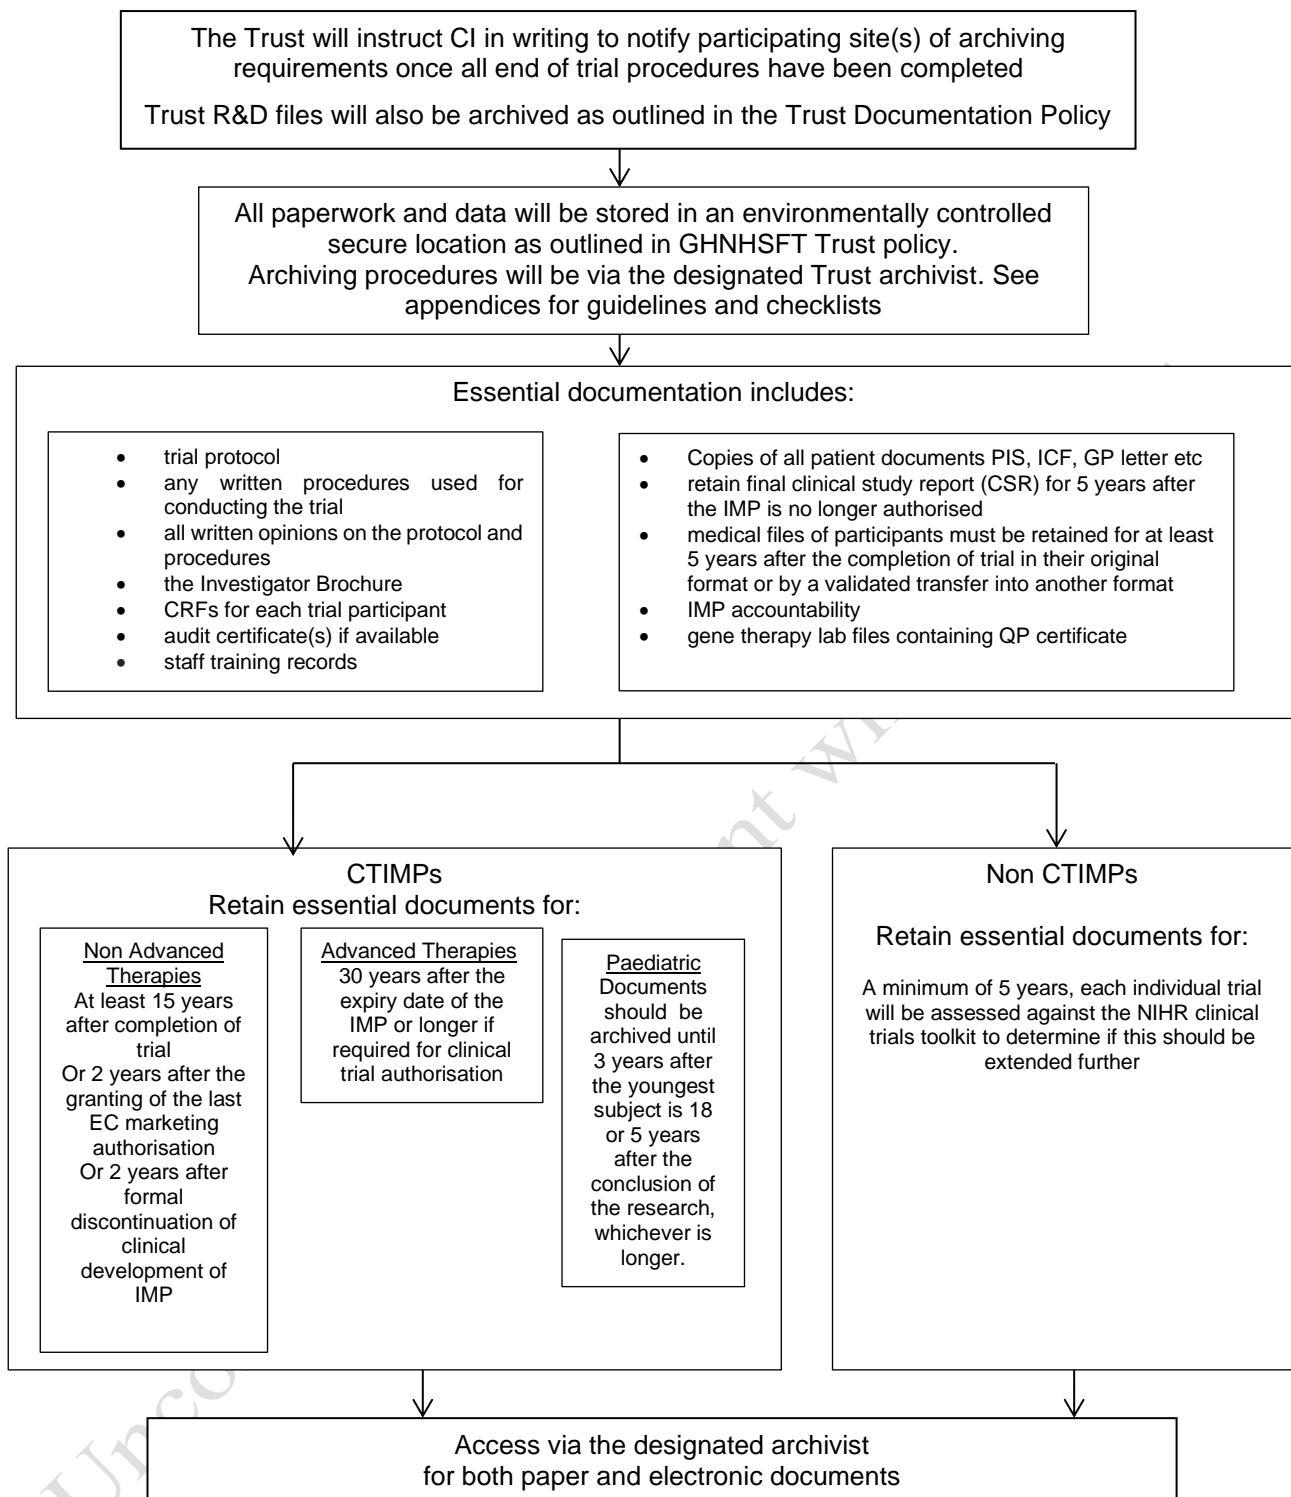 The Trust will instruct CI in writing to notify participating site(s) of archiving
requirements once all end of trial procedures have been completed
Trust R&D files will also be archived as outlined in the Trust Documentation Policy
All paperwork and data will be stored in an environmentally controlled
secure location as outlined in GHNHSFT Trust policy.
Archiving procedures will be via the designated Trust archivist. See
appendices for guidelines and checklists
Essential documentation includes:
• trial protocol
• any written procedures used for
conducting the trial
• all written opinions on the protocol and
procedures
• the Investigator Brochure
• CRFs for each trial participant
• audit certificate(s) if available
• staff training records
• Copies of all patient documents PIS, ICF, GP letter etc
• retain final clinical study report (CSR) for 5 years after
the IMP is no longer authorised
• medical files of participants must be retained for at least
5 years after the completion of trial in their original
format or by a validated transfer into another format
• IMP accountability
• gene therapy lab files containing QP certificate
CTIMPs
Retain essential documents for:
Non Advanced
Therapies
At least 15 years
after completion of
trial
Or 2 years after the
granting of the last
EC marketing
authorisation
Or 2 years after
formal
discontinuation of
clinical
development of
IMP
Advanced Therapies
30 years after the
expiry date of the
IMP or longer if
required for clinical
trial authorisation
Paediatric
Documents
should be
archived until
3 years after
the youngest
subject is 18
or 5 years
after the
conclusion of
the research,
whichever is
longer.
Non CTIMPs
Retain essential documents for:
A minimum of 5 years, each individual trial
will be assessed against the NIHR clinical
trials toolkit to determine if this should be
extended further
Access via the designated archivist
for both paper and electronic documents